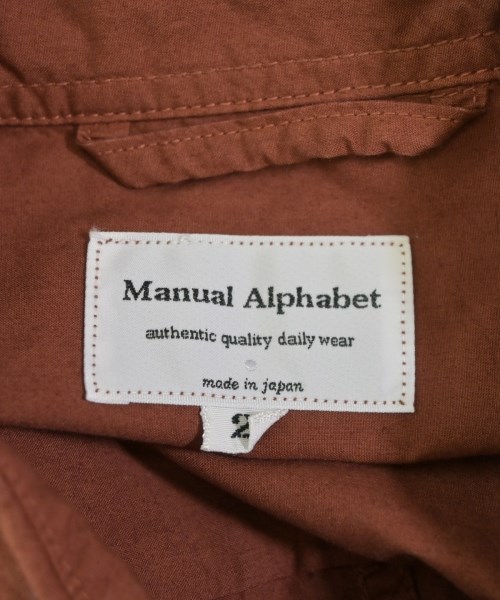 Manual Alphabet
authentic quality daily wear
made in japan
2